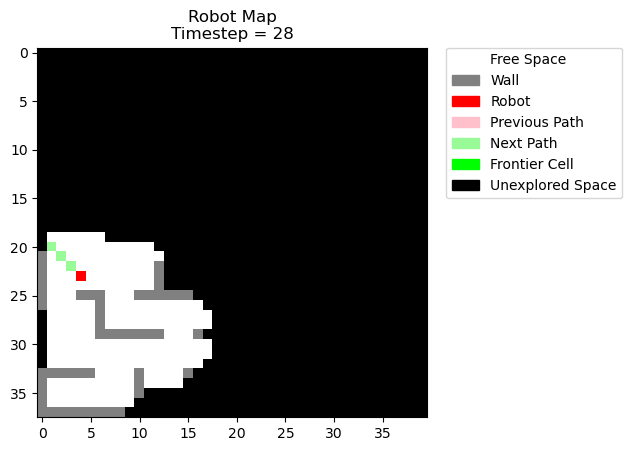 Robot Map
Timestep = 28
Free Space
Wall
Robot
Previous Path
Next Path
Frontier Cell
Unexplored Space
0
5
10
15
20
25
30
35
0 5 10 15 20 25 30 35